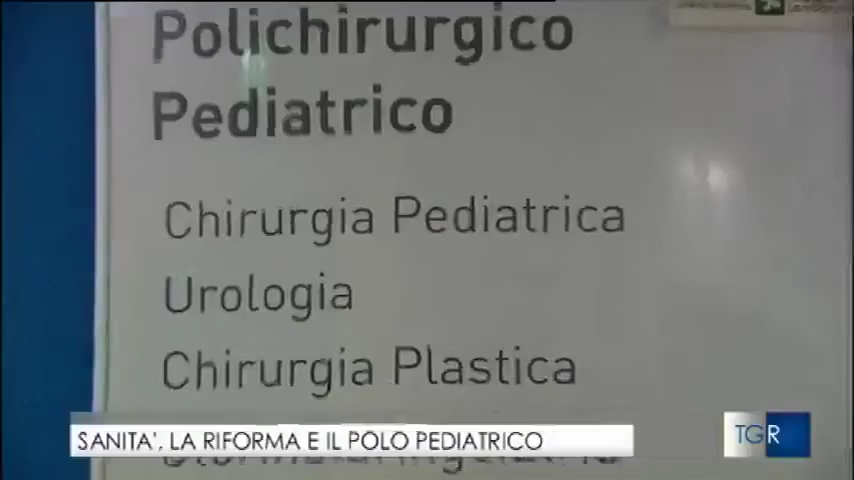 Polichirurgico
Pediatrico
Chirurgia Pediatrica
Urologia
Chirurgia Plastica
SANITA', LA RIFORMA E IL POLO PEDIATRICO
TGR